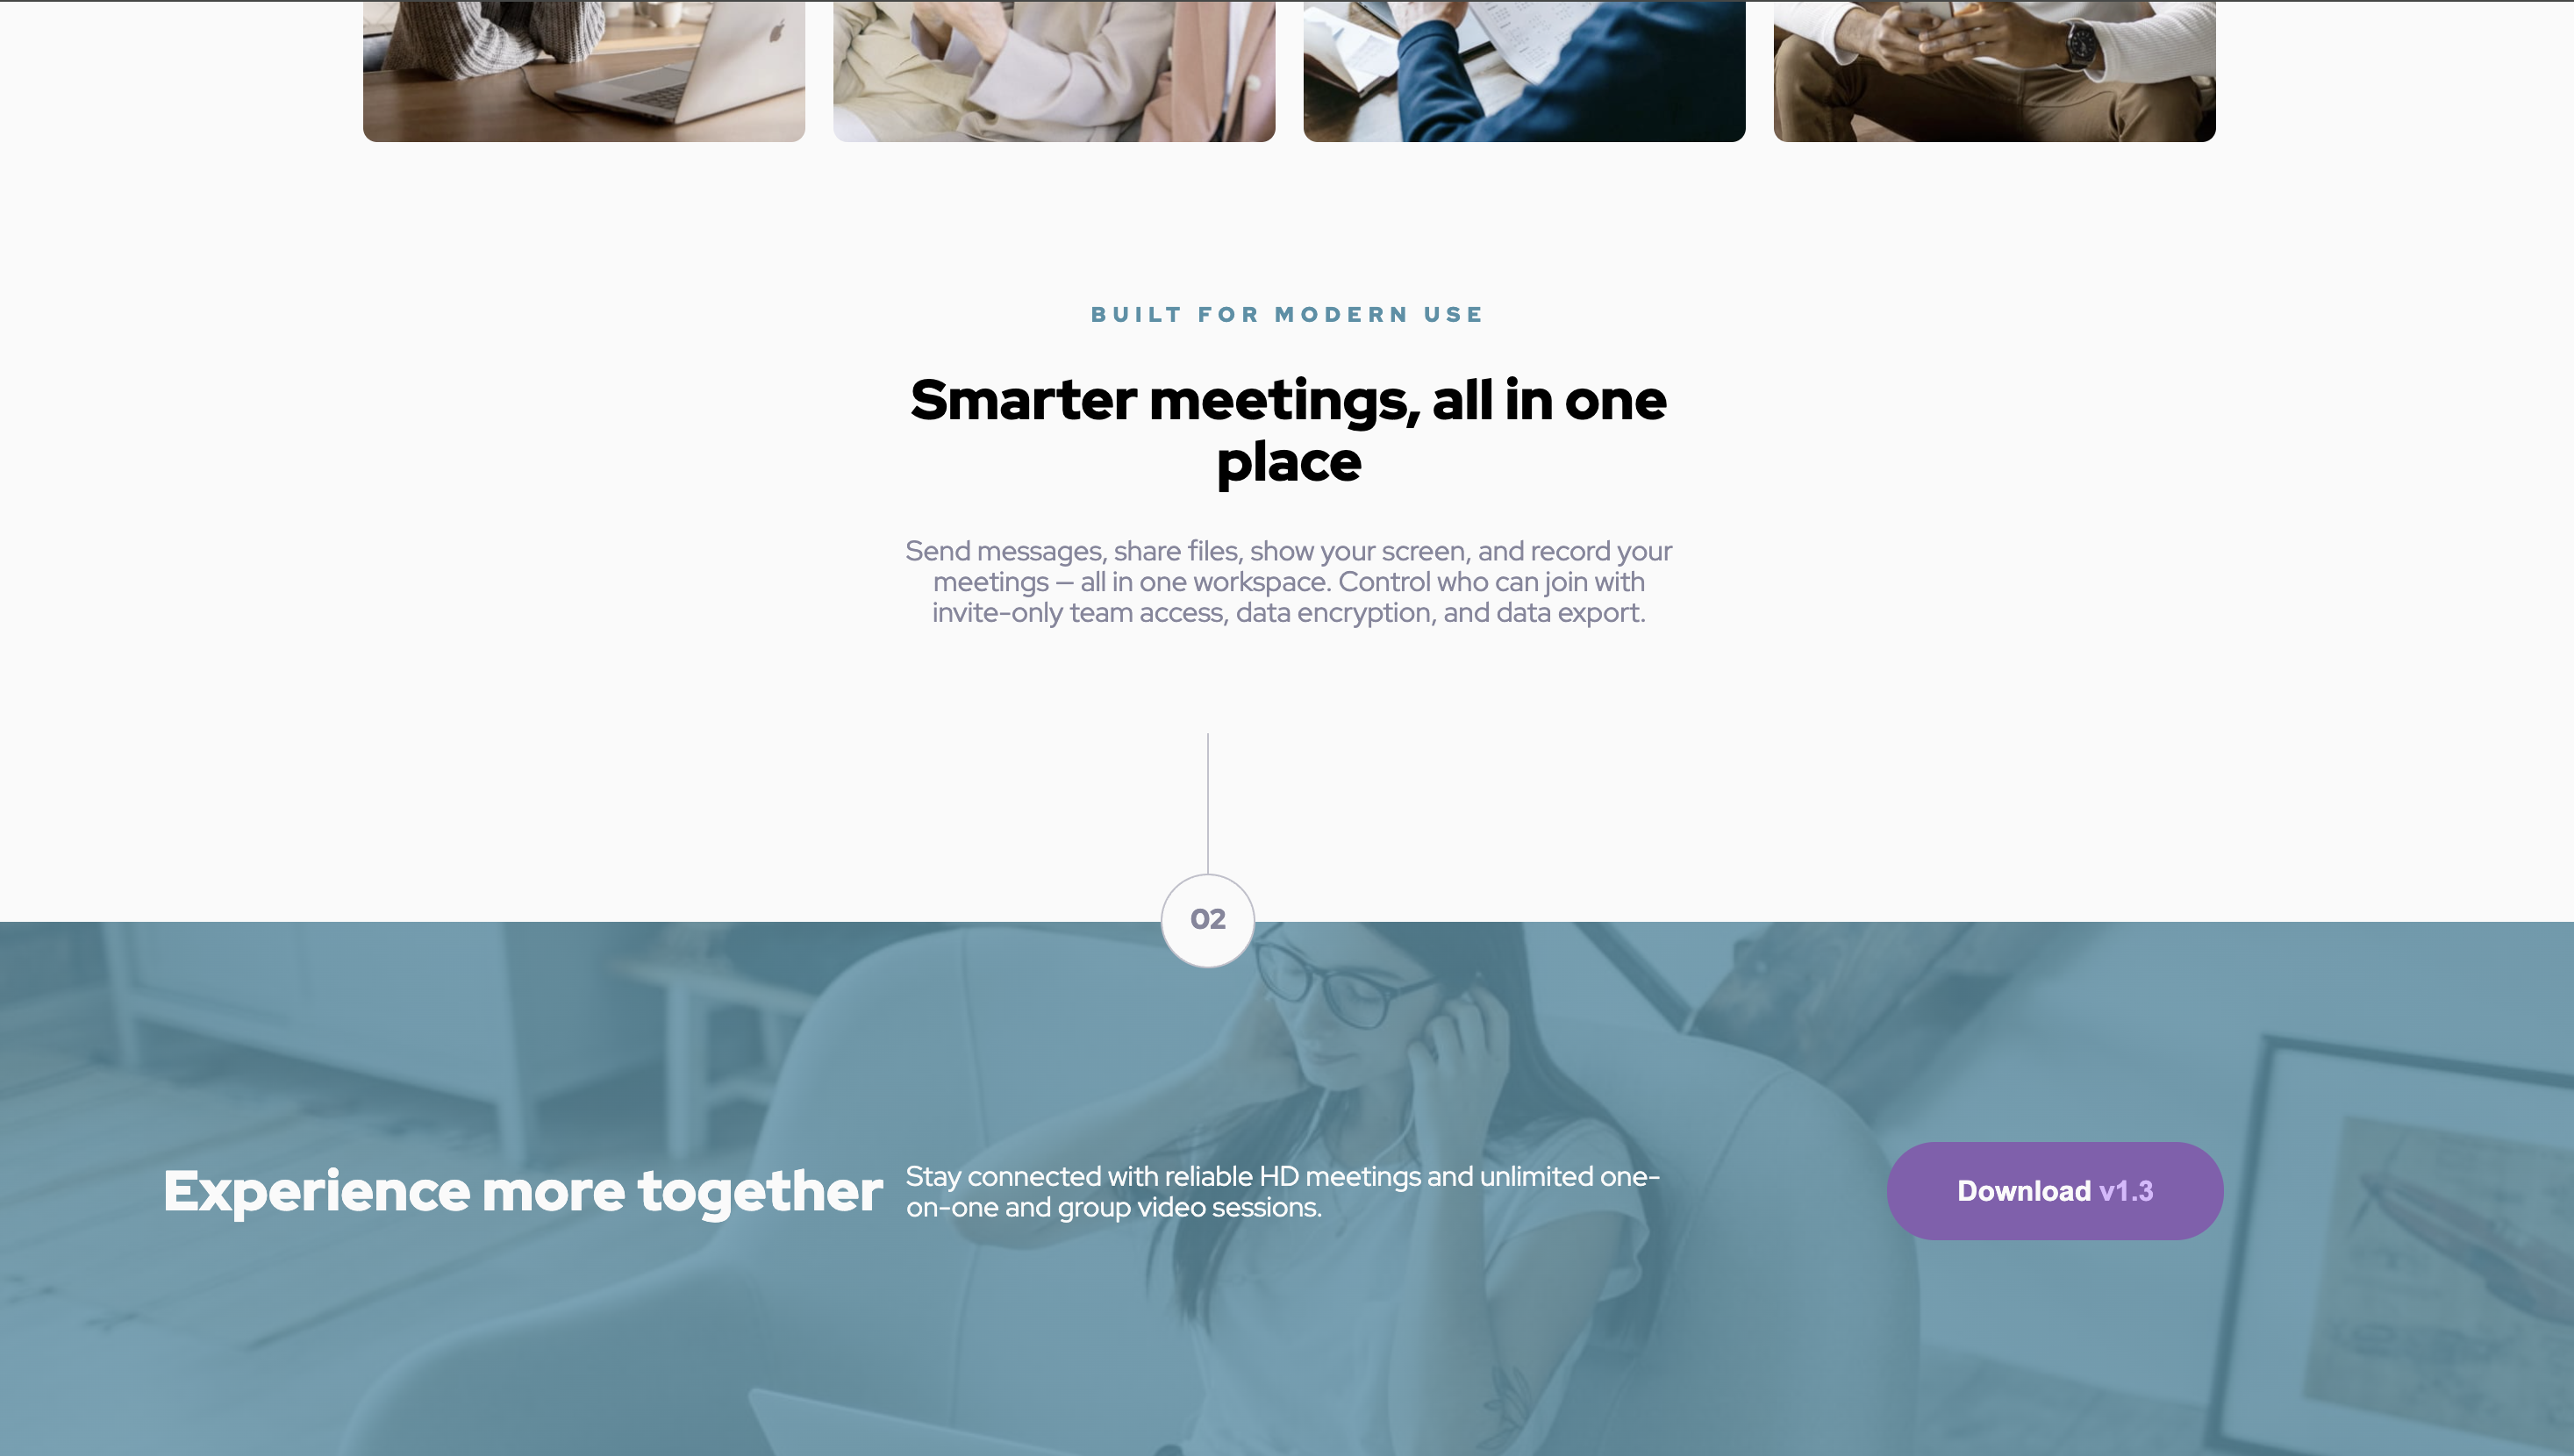 BUILT FOR MODERN USE
Smarter meetings, all in one
place
Send messages, share files, show your screen, and record your
meetings — all in one workspace. Control who can join with
invite-only team access, data encryption, and data export.
02
Experience more together
Stay connected with reliable HD meetings and unlimited one-
on-one and group video sessions.
Download v1.3